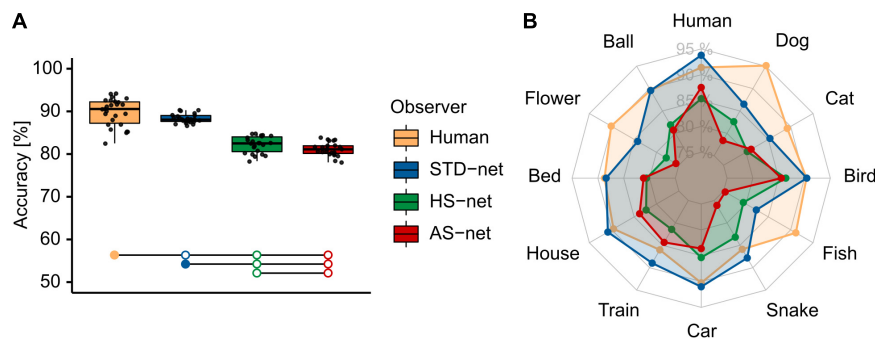 A
Accuracy [%]
100
90
80
70
60
50
Observer
Human
STD-net
HS-net
AS-net
B
Human
Dog
Cat
Bird
Fish
Snake
Car
Train
House
Bed
Flower
Ball
95 %
90 %
85 %
80 %
75 %